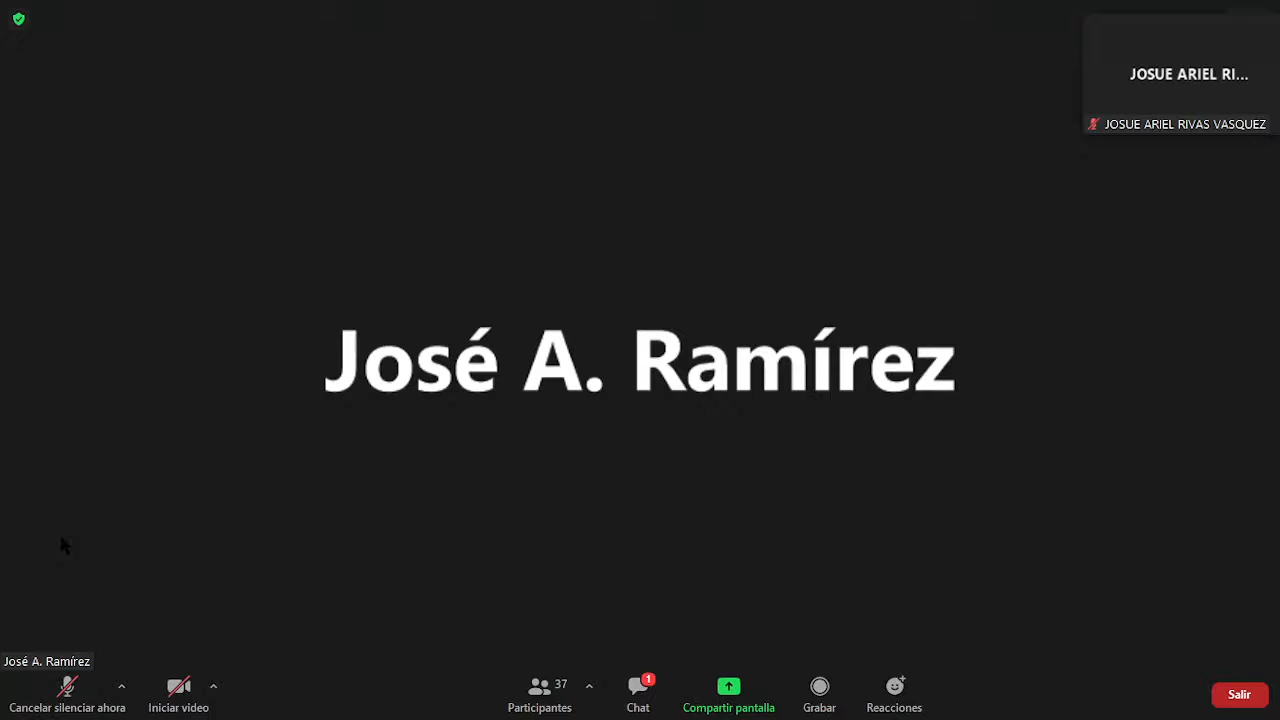 JOSUE ARIEL RI...
JOSUE ARIEL RIVAS VASQUEZ
José A. Ramírez
José A. Ramírez
Cancelar silenciar ahora
Iniciar video
37
Participantes
1
Chat
Compartir pantalla
Grabar
Reacciones
Salir